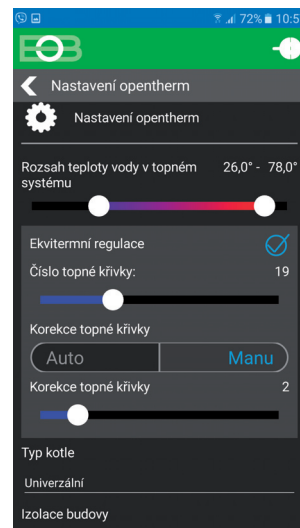 72% 10:5
EOB
Nastavení opentherm
Nastavení opentherm
Rozsah teploty vody v topném 26,0° - 78,0°
systému
Ekvitermní regulace
Číslo topné křivky: 19
Korekce topné křivky
Auto Manu
Korekce topné křivky 2
Typ kotle
Univerzální
Izolace budovy